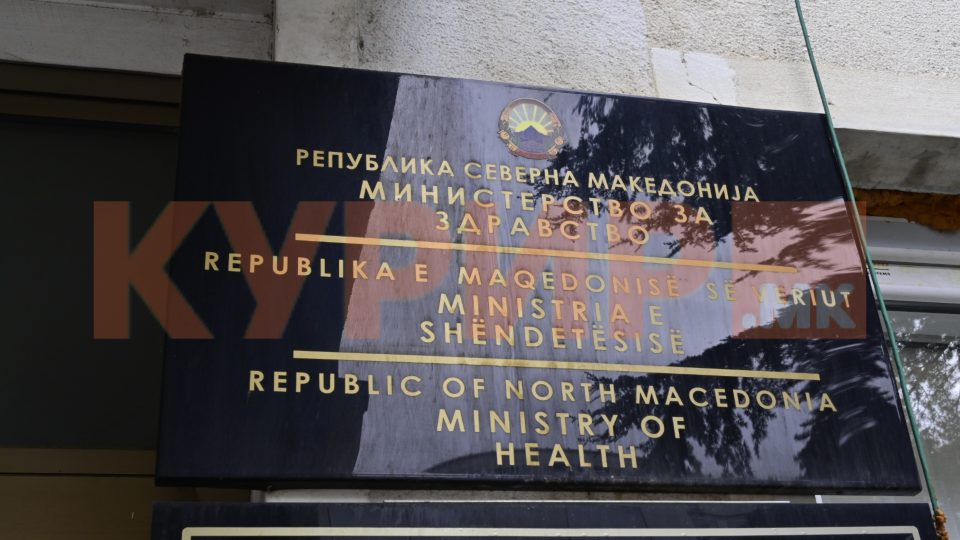 РЕПУБЛИКА СЕВЕРНА МАКЕДОНИЈА
МИНИСТЕРСТВО ЗА
ЗДРАВСТВО
REPUBLIKA E MAQEDONISË SË VERIUT
MINISTRIA E
SHËNDETËSISË
REPUBLIC OF NORTH MACEDONIA
MINISTRY OF
HEALTH
КУРИР
.МК